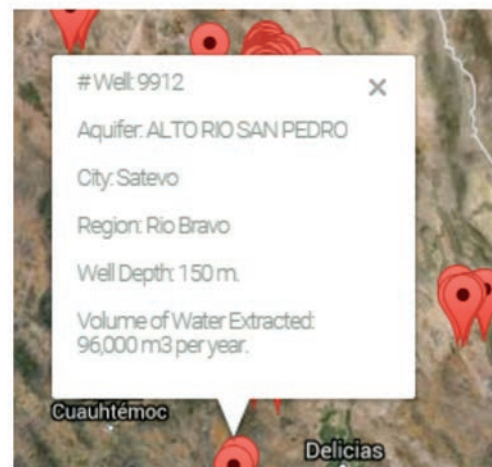 # Well: 9912
Aquifer: ALTO RIO SAN PEDRO
City: Satevo
Region: Rio Bravo
Well Depth: 150 m.
Volume of Water Extracted:
96,000 m3 per year.
Cuauhtémoc
Delicias